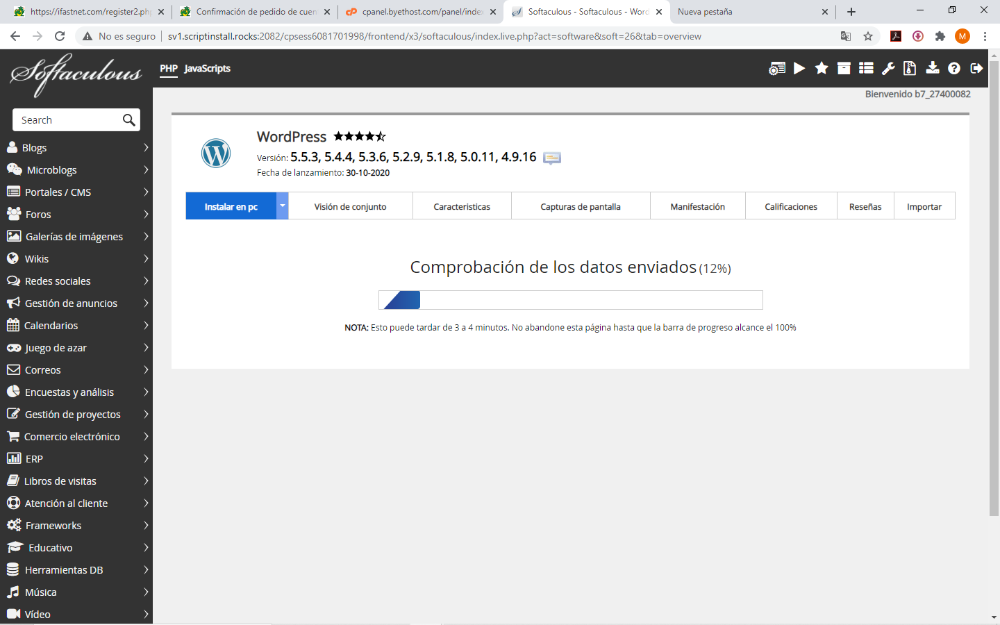 https://ifastnet.com/register2.php
Confirmación de pedido de cuen
cpanel.byethost.com/panel/index
Softaculous - Softaculous - Word
Nueva pestaña
No es seguro
sv1.scriptinstall.rocks:2082/cpsess6081701998/frontend/x3/softaculous/index.live.php?act=software&soft=26&tab=overview
M
Softaculous
PHP JavaScripts
Bienvenido b7_27400082
Search
Blogs
Microblogs
Portales / CMS
Foros
Galerías de imágenes
Wikis
Redes sociales
Gestión de anuncios
Calendarios
Juego de azar
Correos
Encuestas y análisis
Gestión de proyectos
Comercio electrónico
ERP
Libros de visitas
Atención al cliente
Frameworks
Educativo
Herramientas DB
Música
Vídeo
WordPress
Versión: 5.5.3, 5.4.4, 5.3.6, 5.2.9, 5.1.8, 5.0.11, 4.9.16
Fecha de lanzamiento: 30-10-2020
Instalar en pc
Visión de conjunto
Caracteristicas
Capturas de pantalla
Manifestación
Calificaciones
Reseñas
Importar
Comprobación de los datos enviados (12%)
NOTA: Esto puede tardar de 3 a 4 minutos. No abandone esta página hasta que la barra de progreso alcance el 100%